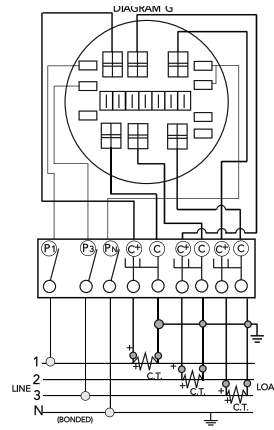 DIAGRAM G
P1 P3 PN C+ C C+ C C+ C
1
+ + C.T.
2
+ + C.T.
LINE 3 LOA
+ + C.T.
N
(BONDED)